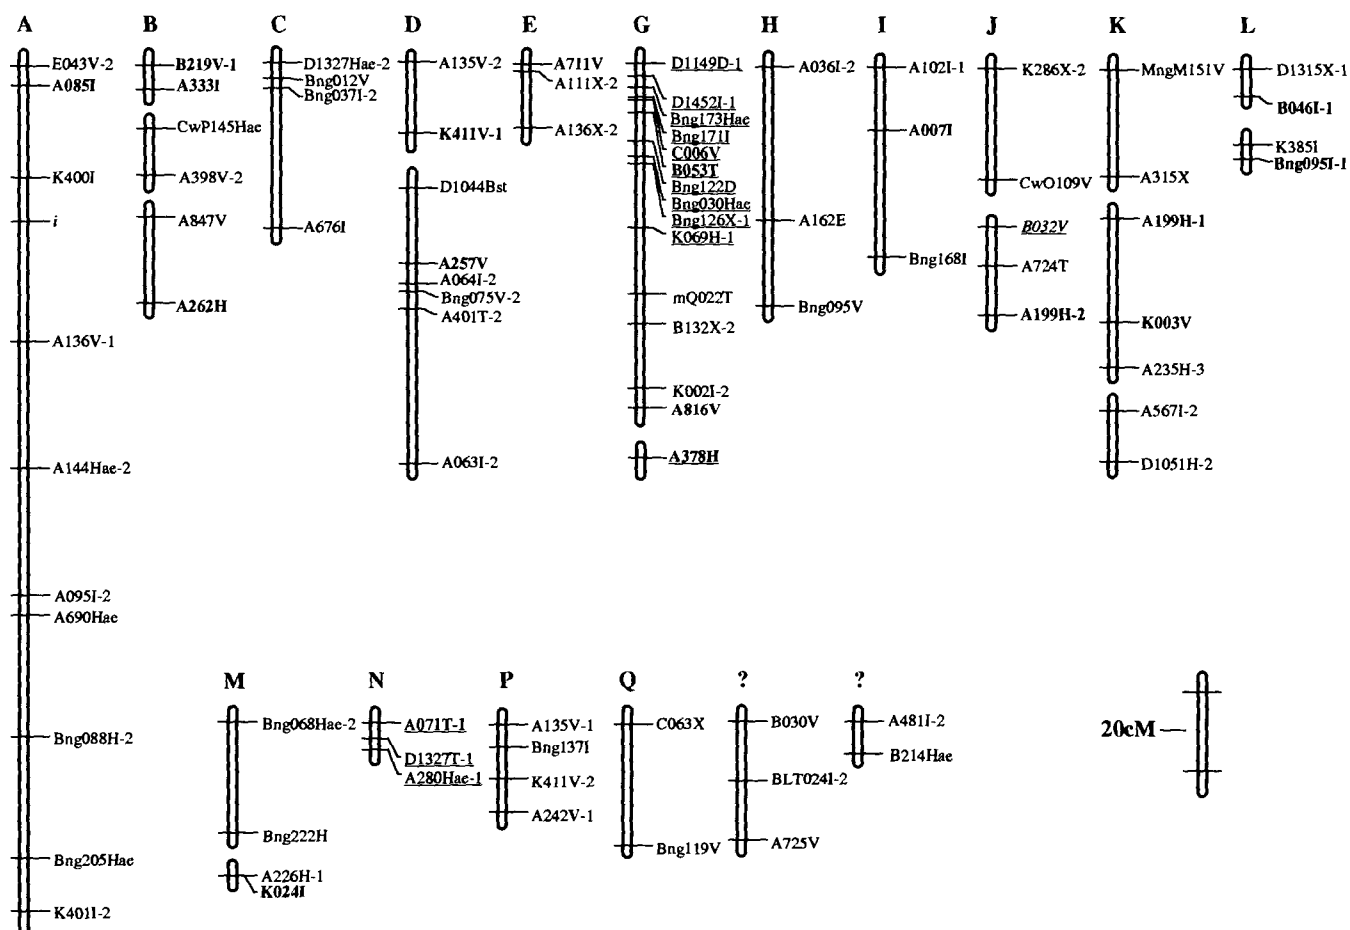 A
E043V-2
A085I
K400I
i
A136V-1
A144Hae-2
A095I-2
A690Hae
Bng088H-2
Bng205Hae
K401I-2
B
B219V-1
A333I
CwP145Hae
A398V-2
A847V
A262H
C
D1327Hae-2
Bng012V
Bng037I-2
A676I
D
A135V-2
K411V-1
D1044Bst
A257V
A064I-2
Bng075V-2
A401T-2
A063I-2
E
A711V
A111X-2
A136X-2
G
D1149D-1
D1452I-1
Bng173Hae
Bng171I
C006V
B053T
Bng122D
Bng030Hae
Bng126X-1
K069H-1
mQ022T
B132X-2
K002I-2
A816V
A378H
H
A036I-2
A162E
Bng095V
I
A102I-1
A007I
Bng168I
J
K286X-2
CwO109V
B032V
A724T
A199H-2
K
MngM151V
A315X
A199H-1
K003V
A235H-3
A567I-2
D1051H-2
L
D1315X-1
B046I-1
K385I
Bng095I-1
M
Bng068Hae-2
Bng222H
A226H-1
K024I
N
A071T-1
D1327T-1
A280Hae-1
P
A135V-1
Bng137I
K411V-2
A242V-1
Q
C063X
Bng119V
?
B030V
BLT024I-2
A725V
?
A481I-2
B214Hae
20cM